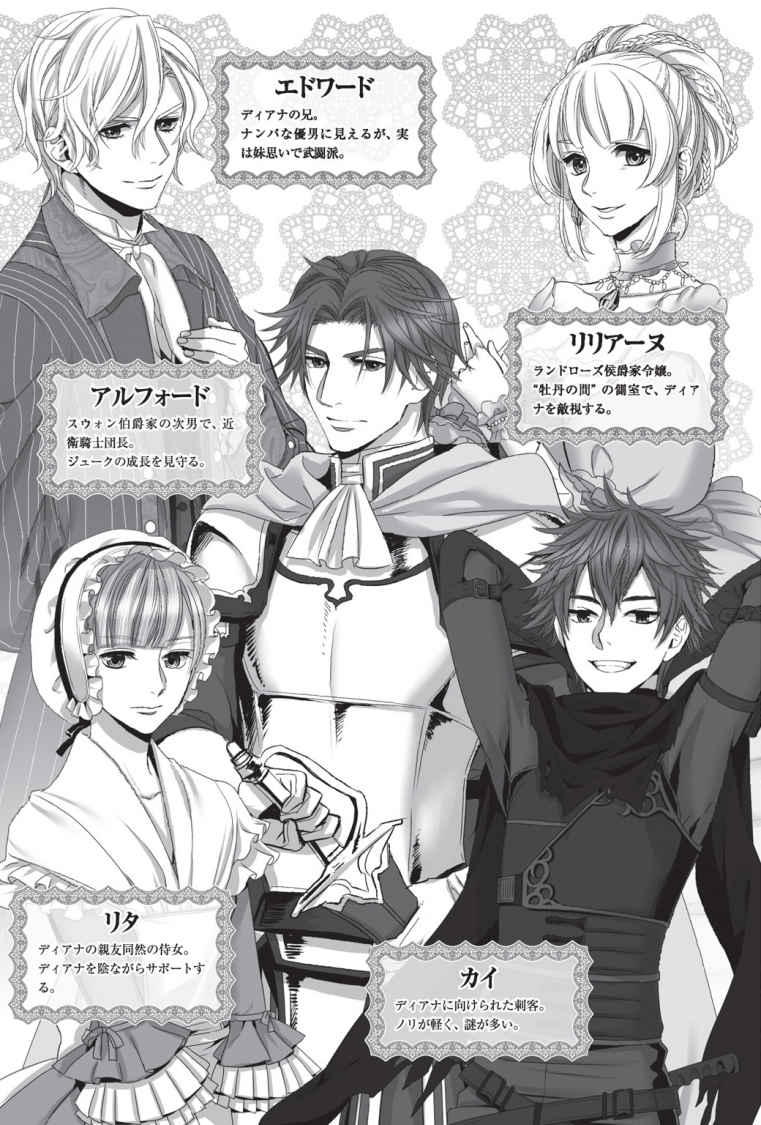 エドワード
ディアナの兄。
ナンパな優男に見えるが、実
は妹思いで武闘派。
リリアーヌ
ランドローズ侯爵家令嬢。
“牡丹の間”の側室で、ディア
ナを敵視する。
アルフォード
スウォン伯爵家の次男で、近
衛騎士団長。
ジュークの成長を見守る。
リタ
ディアナの親友同然の侍女。
ディアナを陰ながらサポートす
る。
カイ
ディアナに向けられた刺客。
ノリが軽く、謎が多い。